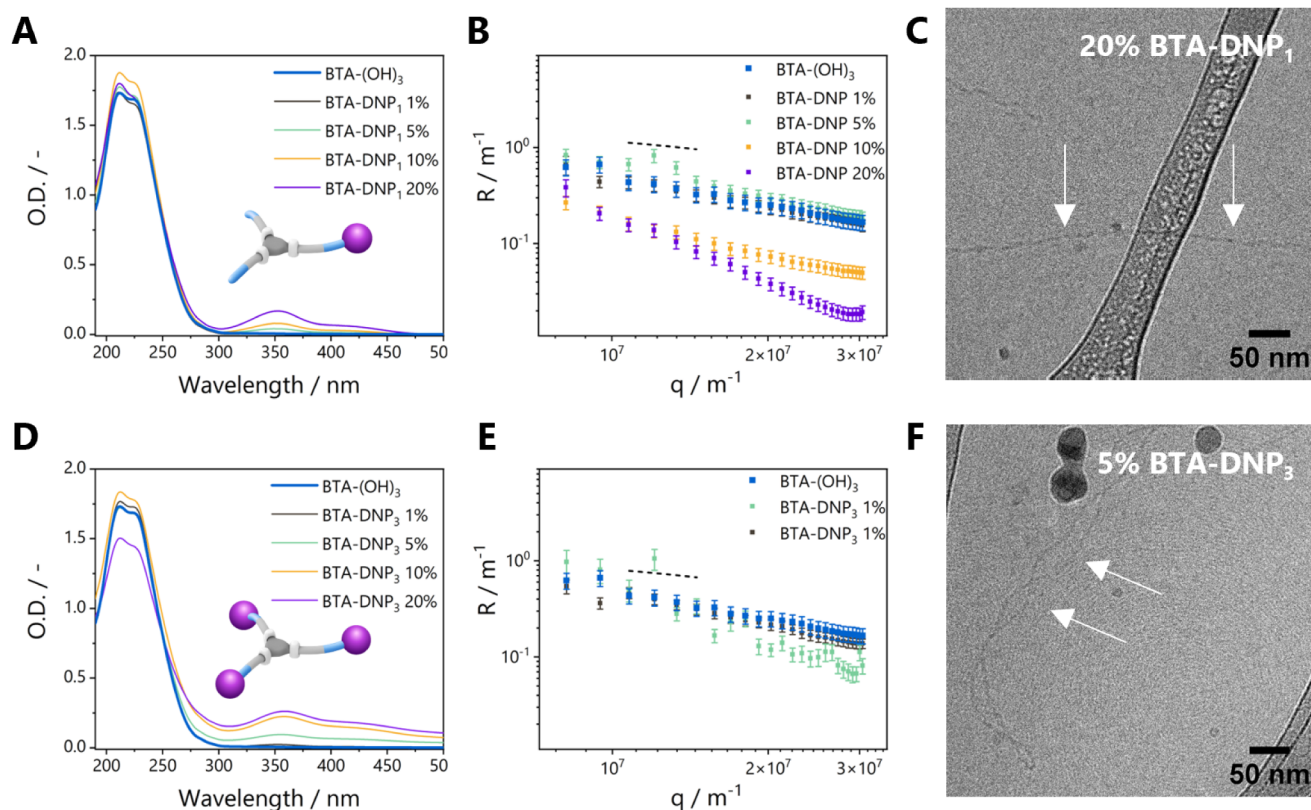 A
O.D. / -
2.0
1.5
1.0
0.5
0.0
BTA-(OH)₃
BTA-DNP₁ 1%
BTA-DNP₁ 5%
BTA-DNP₁ 10%
BTA-DNP₁ 20%
200 250 300 350 400 450 50
Wavelength / nm
B
R / m⁻¹
10⁰
10⁻¹
BTA-(OH)₃
BTA-DNP 1%
BTA-DNP 5%
BTA-DNP 10%
BTA-DNP 20%
10⁷ 2×10⁷ 3×10⁷
q / m⁻¹
C
20% BTA-DNP₁
50 nm
D
O.D. / -
2.0
1.5
1.0
0.5
0.0
BTA-(OH)₃
BTA-DNP₃ 1%
BTA-DNP₃ 5%
BTA-DNP₃ 10%
BTA-DNP₃ 20%
200 250 300 350 400 450 50
Wavelength / nm
E
R / m⁻¹
10⁰
10⁻¹
BTA-(OH)₃
BTA-DNP₃ 1%
BTA-DNP₃ 1%
10⁷ 2×10⁷ 3×10⁷
q / m⁻¹
F
5% BTA-DNP₃
50 nm